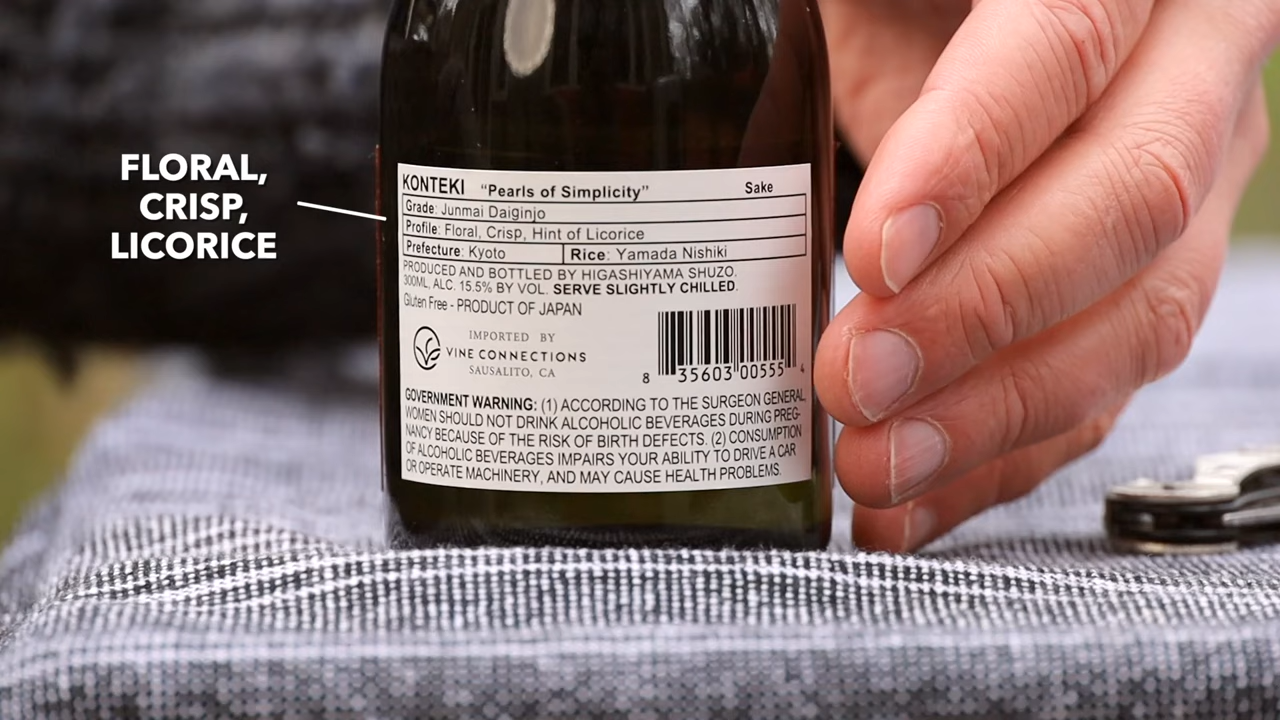 FLORAL,
CRISP,
LICORICE
KONTEKI "Pearls of Simplicity" Sake
Grade: Junmai Daiginjo
Profile: Floral, Crisp, Hint of Licorice
Prefecture: Kyoto Rice: Yamada Nishiki
PRODUCED AND BOTTLED BY HIGASHIYAMA SHUZO.
300ML, ALC. 15.5% BY VOL. SERVE SLIGHTLY CHILLED.
Gluten Free - PRODUCT OF JAPAN
IMPORTED BY
VINE CONNECTIONS
SAUSALITO, CA
8 35603 00555 4
GOVERNMENT WARNING: (1) ACCORDING TO THE SURGEON GENERAL,
WOMEN SHOULD NOT DRINK ALCOHOLIC BEVERAGES DURING PREG-
NANCY BECAUSE OF THE RISK OF BIRTH DEFECTS. (2) CONSUMPTION
OF ALCOHOLIC BEVERAGES IMPAIRS YOUR ABILITY TO DRIVE A CAR
OR OPERATE MACHINERY, AND MAY CAUSE HEALTH PROBLEMS.